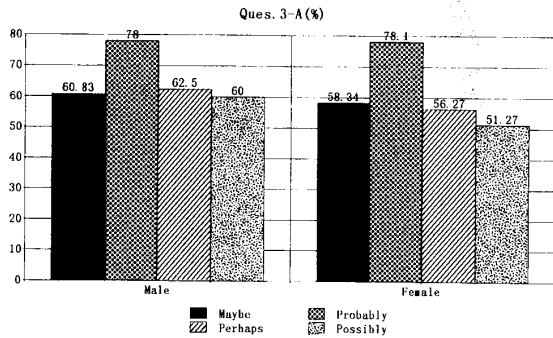 Ques. 3-A(%)
80
70
60
50
40
30
20
10
0
60.83
78
62.5
60
58.34
78.1
56.27
51.27
Male
Female
Maybe
Probably
Perhaps
Possibly